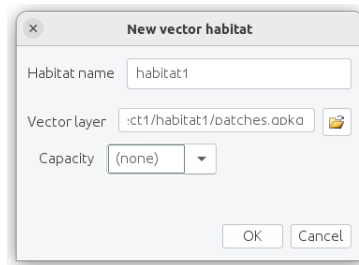 New vector habitat
Habitat name habitat1
Vector layer :ct1/habitat1/patches.gpkg
Capacity (none)
OK Cancel